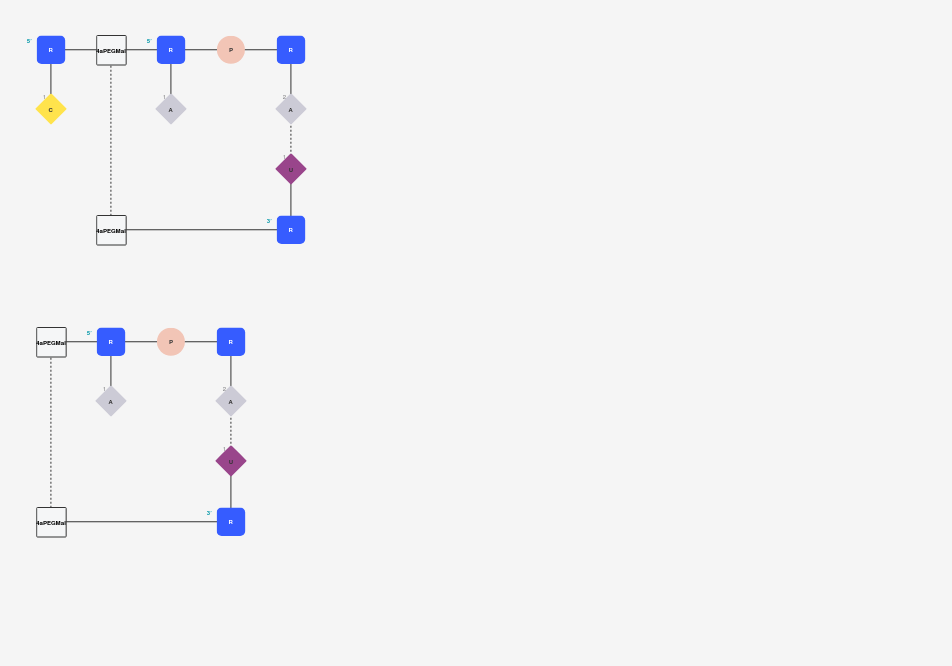 5' R 4aPEGMal 5' R P R
1 C 1 A 2 A
1 U
4aPEGMal 3' R
4aPEGMal 5' R P R
1 A 2 A
1 U
4aPEGMal 3' R